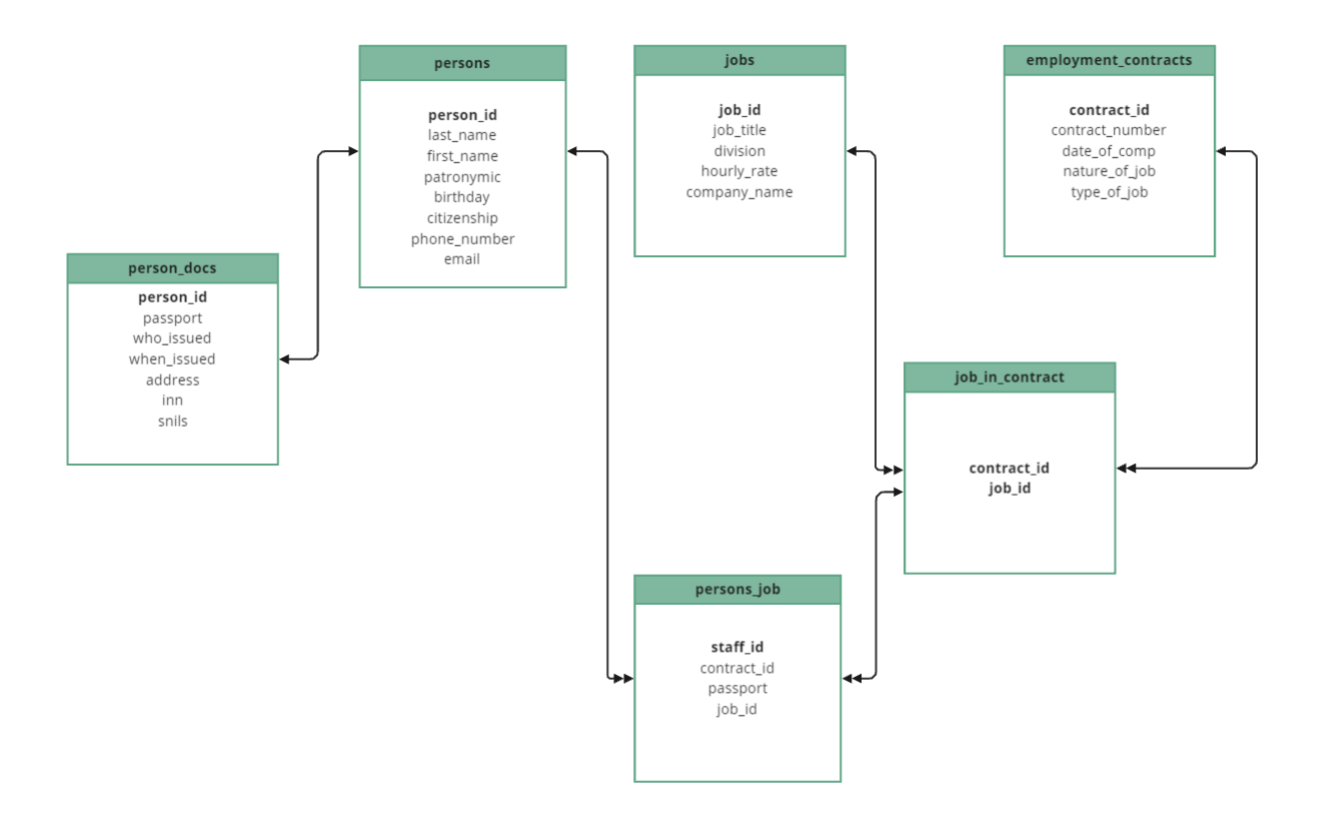 persons
person_id
last_name
first_name
patronymic
birthday
citizenship
phone_number
email
jobs
job_id
job_title
division
hourly_rate
company_name
employment_contracts
contract_id
contract_number
date_of_comp
nature_of_job
type_of_job
person_docs
person_id
passport
who_issued
when_issued
address
inn
snils
job_in_contract
contract_id
job_id
persons_job
staff_id
contract_id
passport
job_id